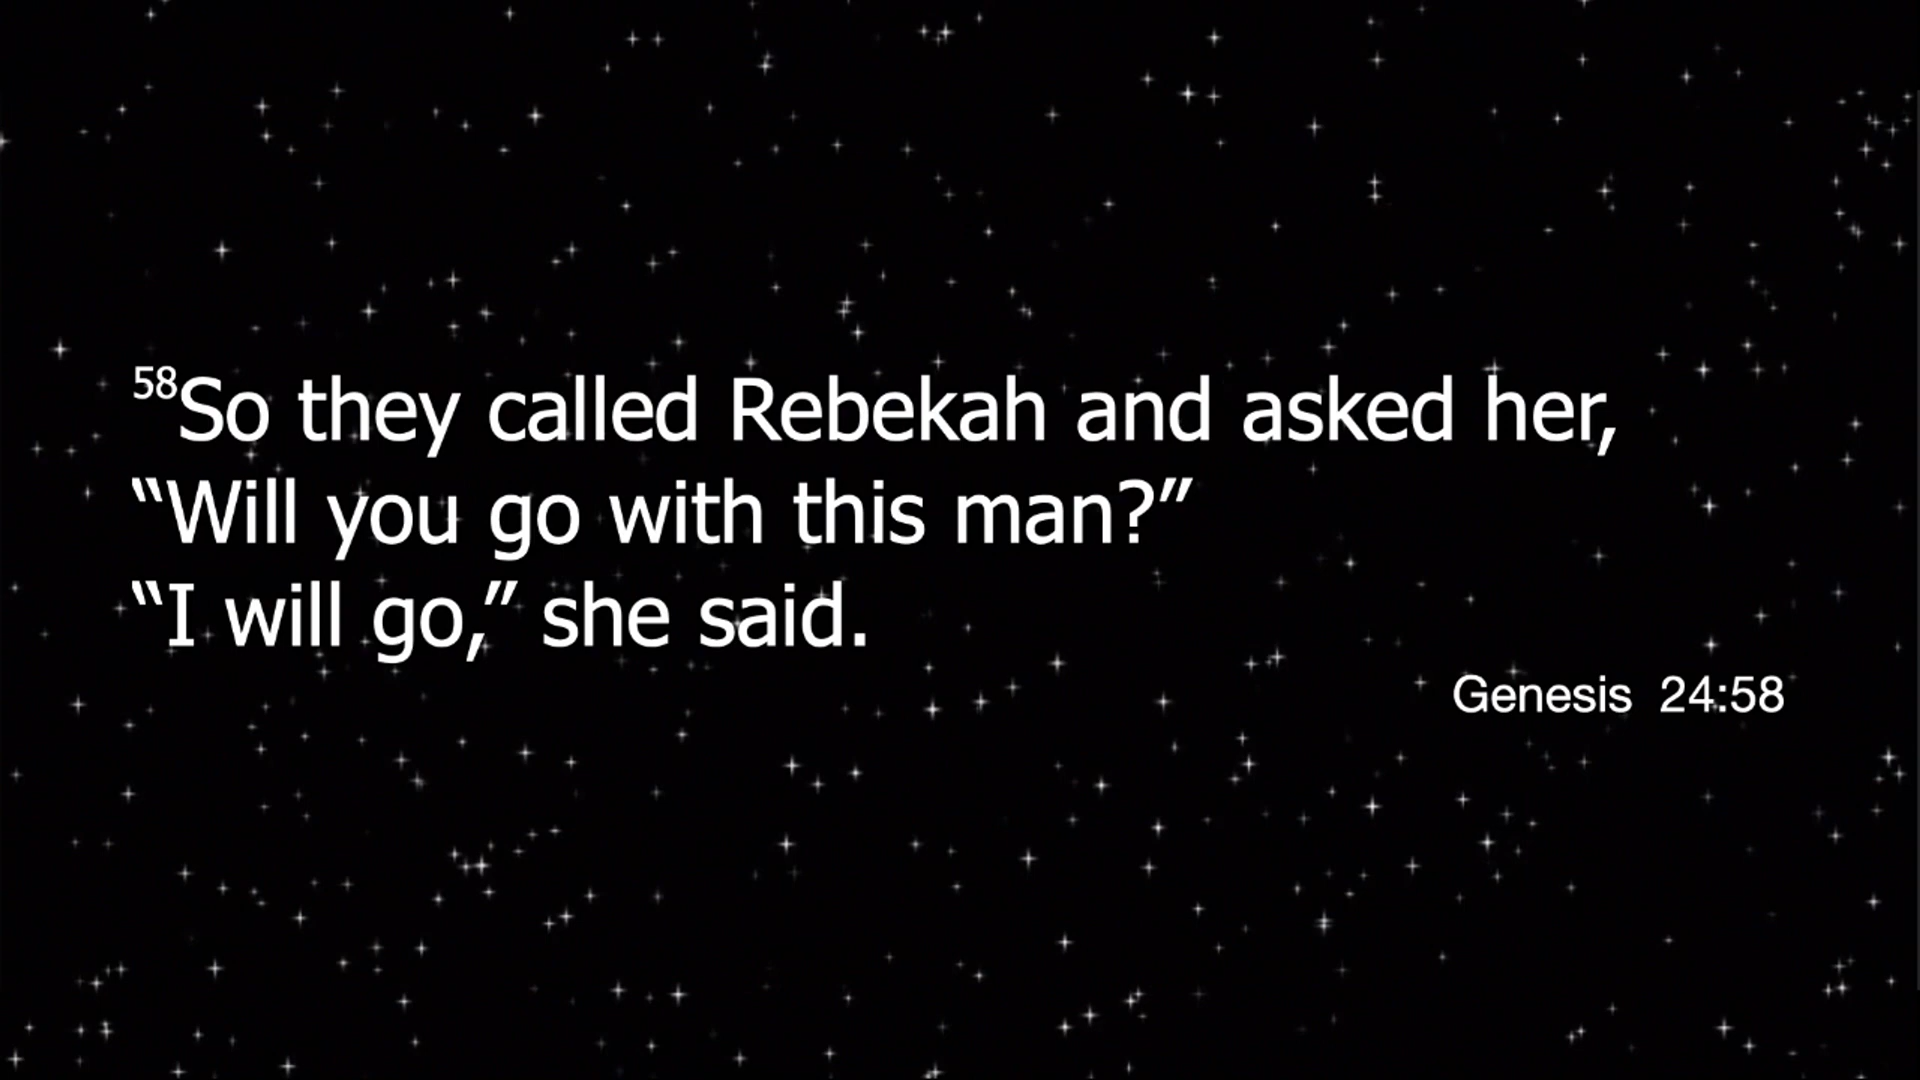 58So they called Rebekah and asked her,
“Will you go with this man?”
“I will go,” she said.
Genesis 24:58